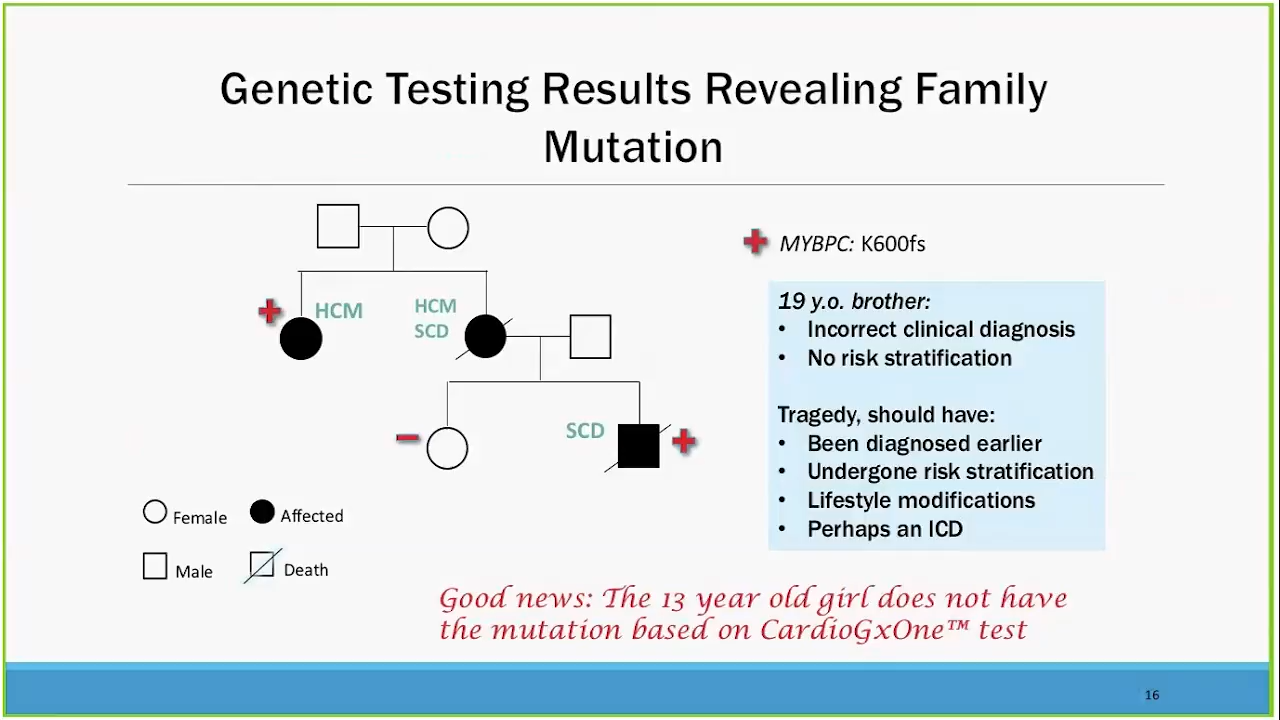 Genetic Testing Results Revealing Family
Mutation
MYBPC: K600fs
HCM
HCM
SCD
SCD
19 y.o. brother:
• Incorrect clinical diagnosis
• No risk stratification
Tragedy, should have:
• Been diagnosed earlier
• Undergone risk stratification
• Lifestyle modifications
• Perhaps an ICD
Female
Affected
Male
Death
Good news: The 13 year old girl does not have
the mutation based on CardioGxOne™ test
16